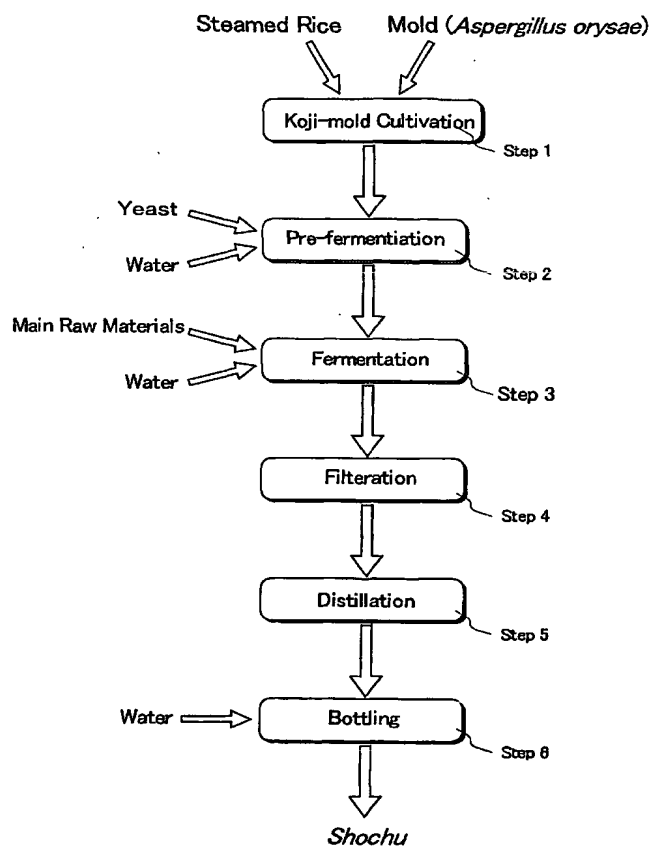 Steamed Rice
Mold (Aspergillus orysae)
Koji-mold Cultivation
Step 1
Yeast
Pre-fermentiation
Water
Step 2
Main Raw Materials
Fermentation
Water
Step 3
Filteration
Step 4
Distillation
Step 5
Water
Bottling
Step 6
Shochu